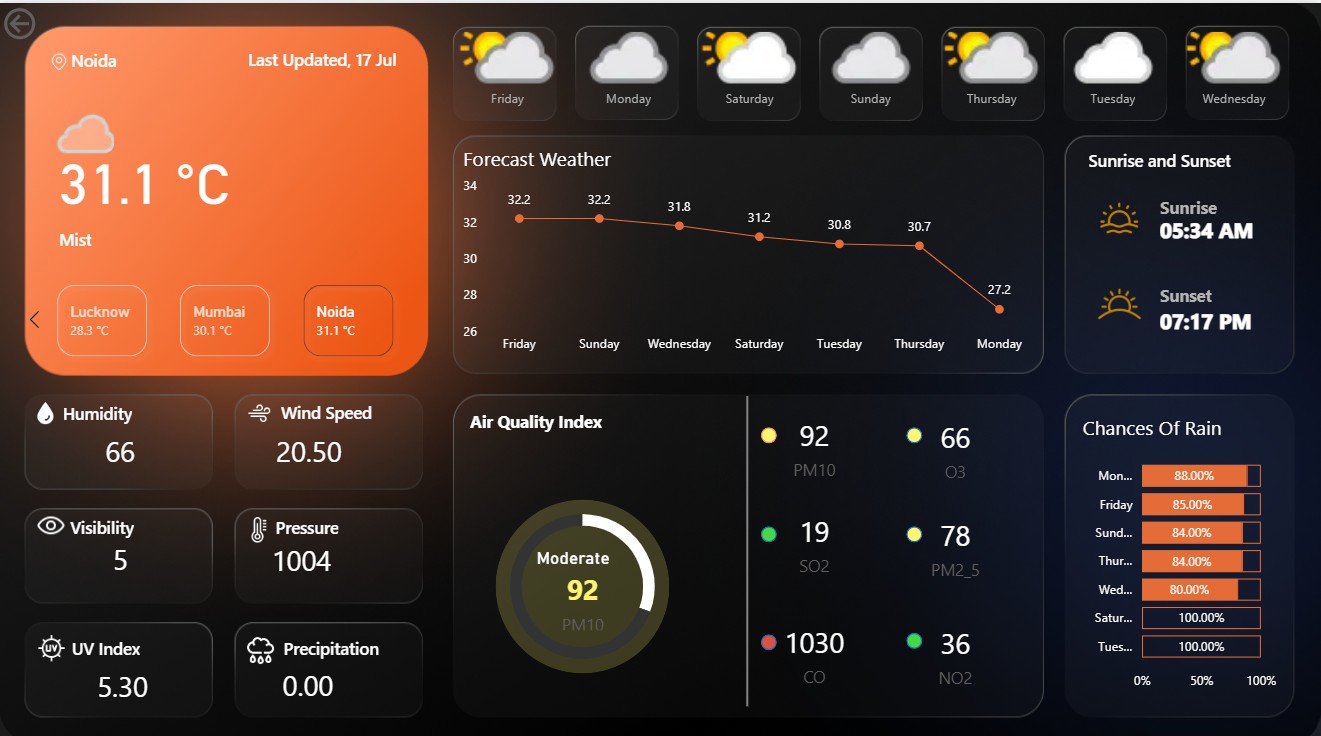 Noida
Last Updated, 17 Jul
31.1 °C
Mist
Lucknow
28.3 °C
Mumbai
30.1 °C
Noida
31.1 °C
Friday
Monday
Saturday
Sunday
Thursday
Tuesday
Wednesday
Forecast Weather
34
32
30
28
26
32.2
32.2
31.8
31.2
30.8
30.7
27.2
Friday
Sunday
Wednesday
Saturday
Tuesday
Thursday
Monday
Sunrise and Sunset
Sunrise
05:34 AM
Sunset
07:17 PM
Humidity
66
Wind Speed
20.50
Visibility
5
Pressure
1004
UV
UV Index
5.30
Precipitation
0.00
Air Quality Index
Moderate
92
PM10
92
PM10
66
O3
19
SO2
78
PM2_5
1030
CO
36
NO2
Chances Of Rain
Mon... 88.00%
Friday 85.00%
Sund... 84.00%
Thur... 84.00%
Wed... 80.00%
Satur... 100.00%
Tues... 100.00%
0% 50% 100%